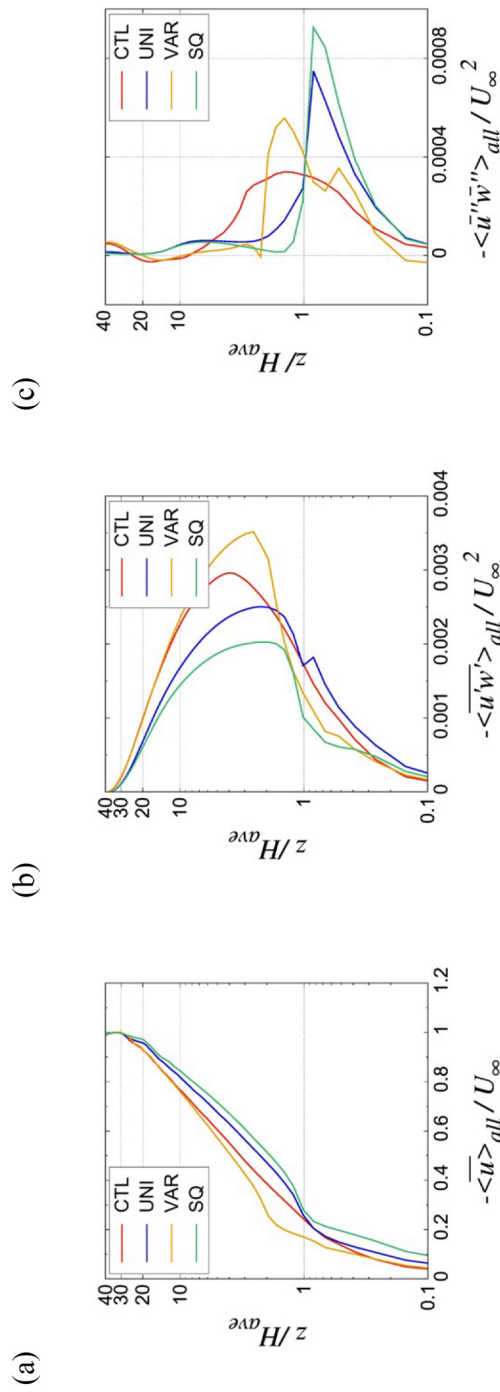 (a)
CTL
UNI
VAR
SQ
40
30
20
10
1
0.1
z/H_ave
0 0.2 0.4 0.6 0.8 1 1.2
-<u̅>_all / U_∞
(b)
CTL
UNI
VAR
SQ
40
30
20
10
1
0.1
z/H_ave
0 0.001 0.002 0.003 0.004
-<u'w'̅>_all / U_∞²
(c)
CTL
UNI
VAR
SQ
40
20
10
1
0.1
z/H_ave
0 0.0004 0.0008
-<u̅''w̅''>_all / U_∞²